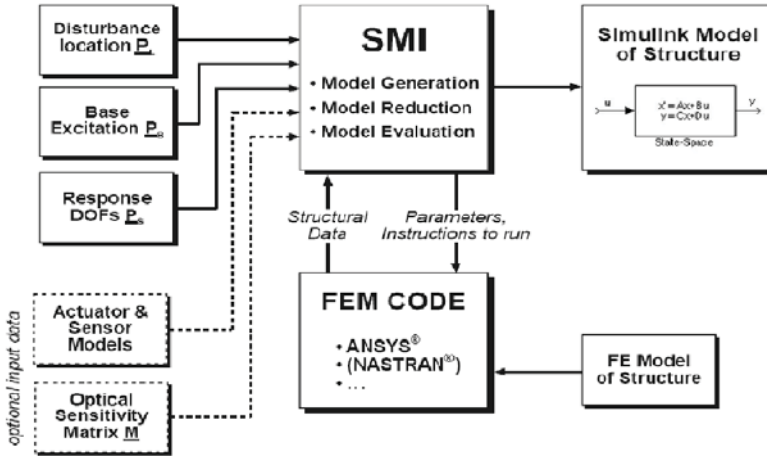 Disturbance
location P
Base
Excitation P
Response
DOFs P
optional input data
Actuator &
Sensor
Models
Optical
Sensitivity
Matrix M
SMI
• Model Generation
• Model Reduction
• Model Evaluation
Structural
Data
Parameters,
Instructions to run
FEM CODE
• ANSYS®
• (NASTRAN®)
• ...
Simulink Model
of Structure
u
x'=Ax+Bu
y=Cx+Du
y
State-Space
FE Model
of Structure